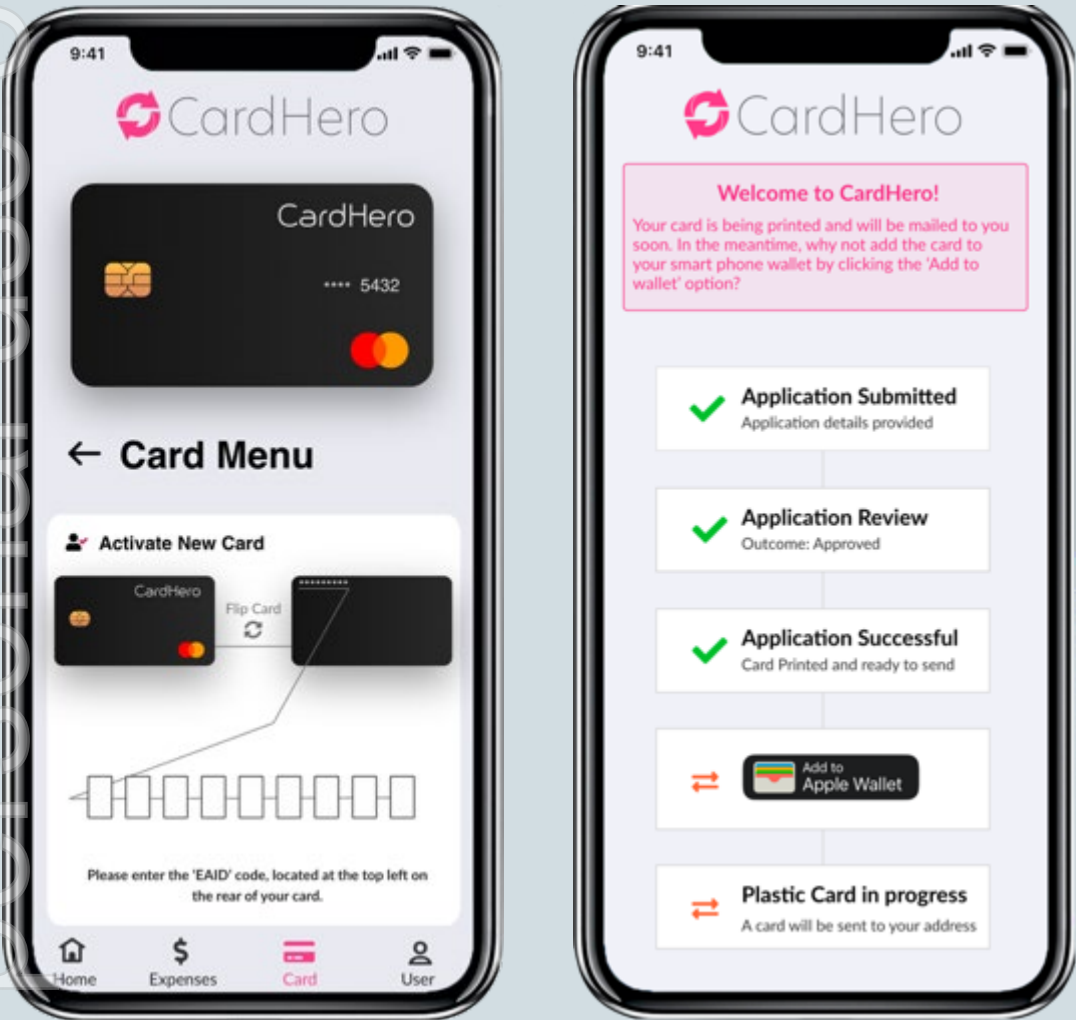 9:41
CardHero
CardHero
•••• 5432
← Card Menu
Activate New Card
CardHero
Flip Card
Please enter the 'EAID' code, located at the top left on
the rear of your card.
Home
Expenses
Card
User
9:41
CardHero
Welcome to CardHero!
Your card is being printed and will be mailed to you
soon. In the meantime, why not add the card to
your smart phone wallet by clicking the 'Add to
wallet' option?
Application Submitted
Application details provided
Application Review
Outcome: Approved
Application Successful
Card Printed and ready to send
Add to
Apple Wallet
Plastic Card in progress
A card will be sent to your address